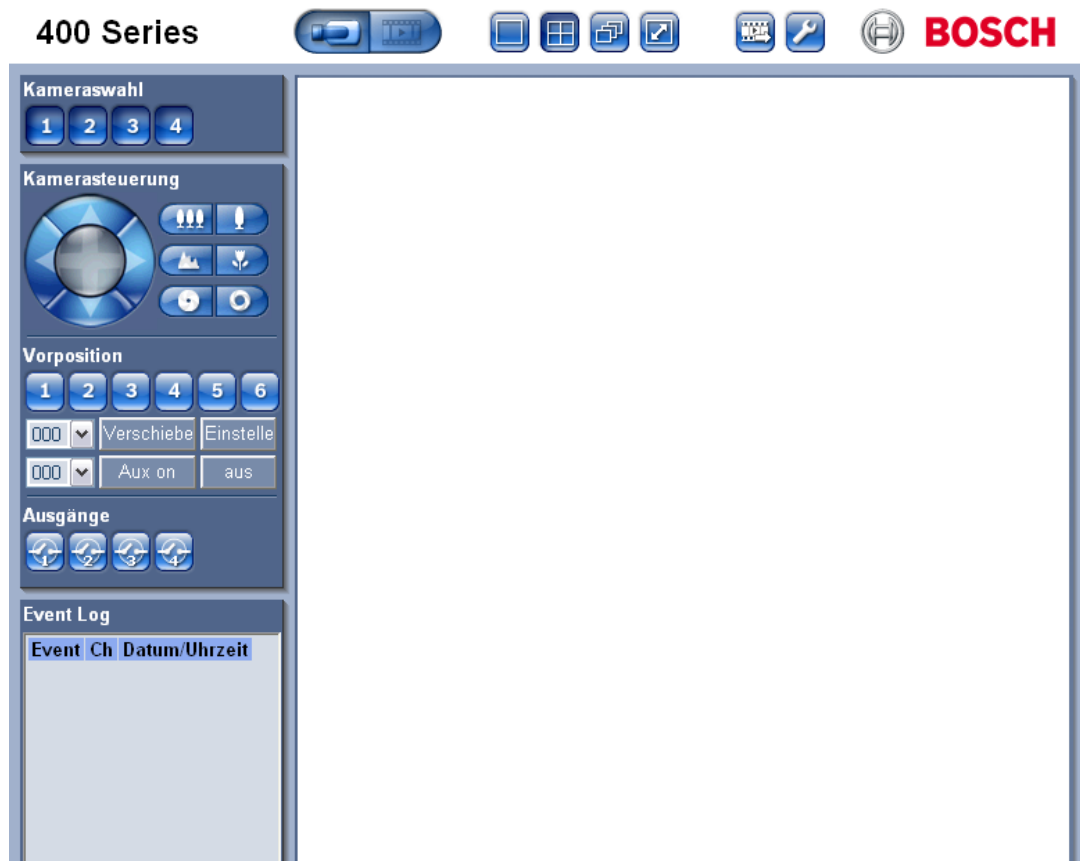 400 Series
BOSCH
Kameraswahl
1 2 3 4
Kamerasteuerung
Vorposition
1 2 3 4 5 6
000 Verschiebe Einstelle
000 Aux on aus
Ausgänge
1 2 3 4
Event Log
Event Ch Datum/Uhrzeit